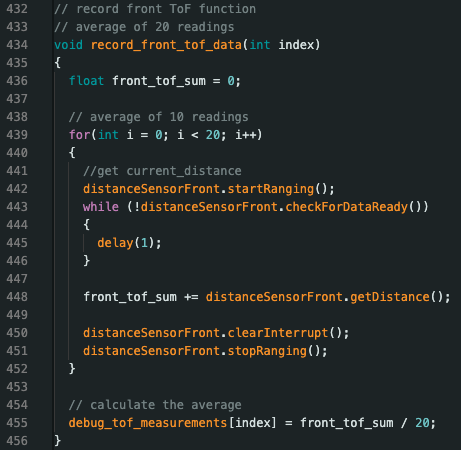 432 // record front ToF function
433 // average of 20 readings
434 void record_front_tof_data(int index)
435 {
436   float front_tof_sum = 0;
437
438   // average of 10 readings
439   for(int i = 0; i < 20; i++)
440   {
441     //get current_distance
442     distanceSensorFront.startRanging();
443     while (!distanceSensorFront.checkForDataReady())
444     {
445       delay(1);
446     }
447
448     front_tof_sum += distanceSensorFront.getDistance();
449
450     distanceSensorFront.clearInterrupt();
451     distanceSensorFront.stopRanging();
452   }
453
454   // calculate the average
455   debug_tof_measurements[index] = front_tof_sum / 20;
456 }